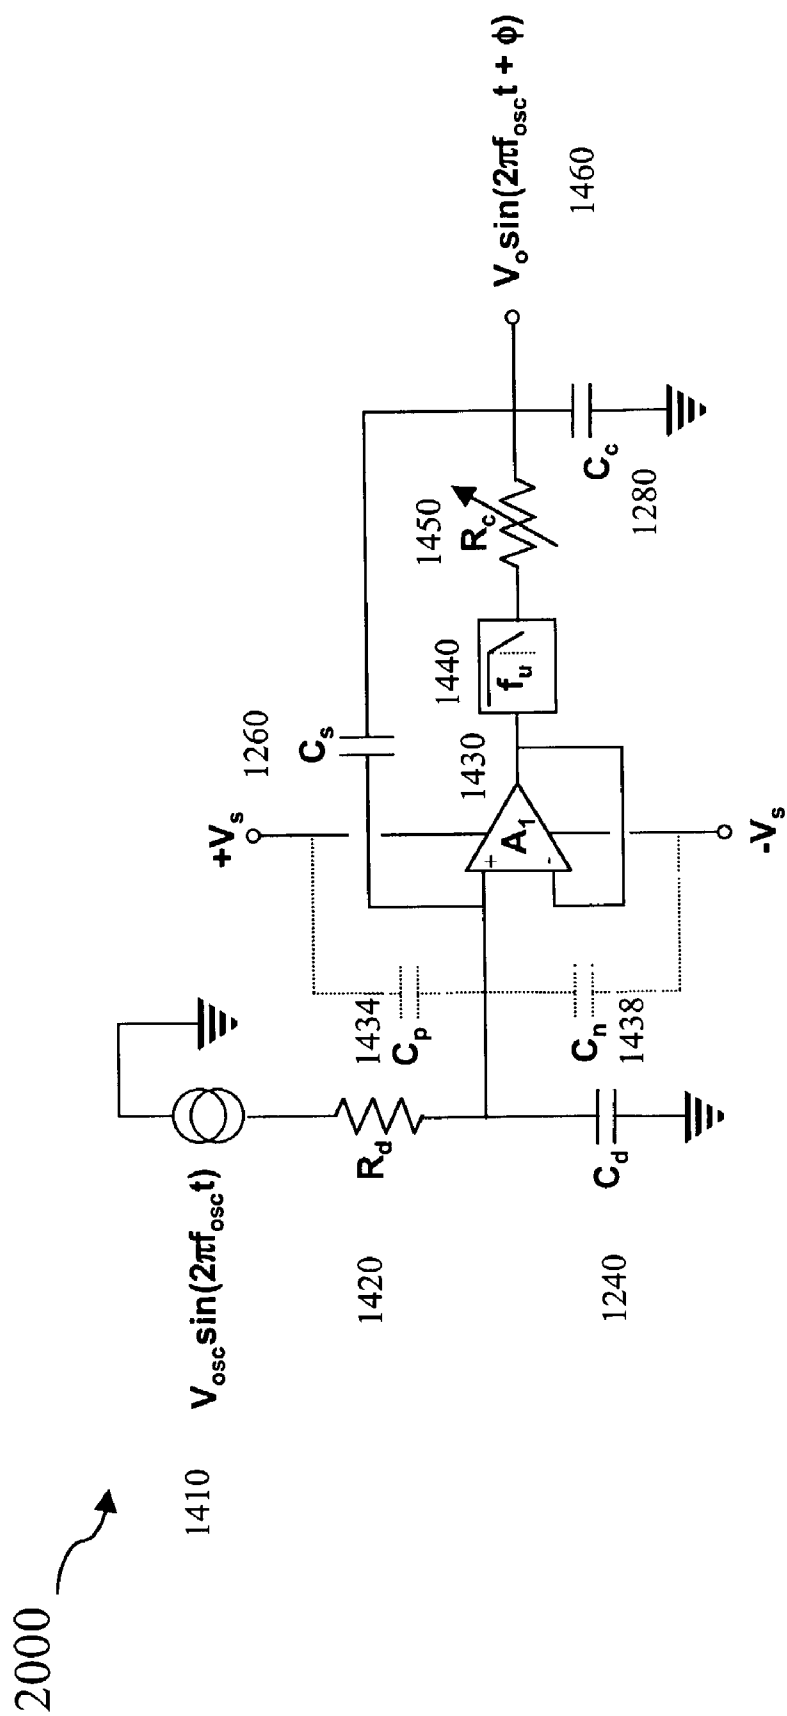 2000
1410
V_osc sin(2πf_osc t)
1420
R_d
1240
C_d
1434
C_p
C_n
1438
+V_s
-V_s
1260
C_s
1430
A_1
+
-
1440
f_u
1450
R_c
C_c
1280
V_o sin(2πf_osc t + ϕ)
1460